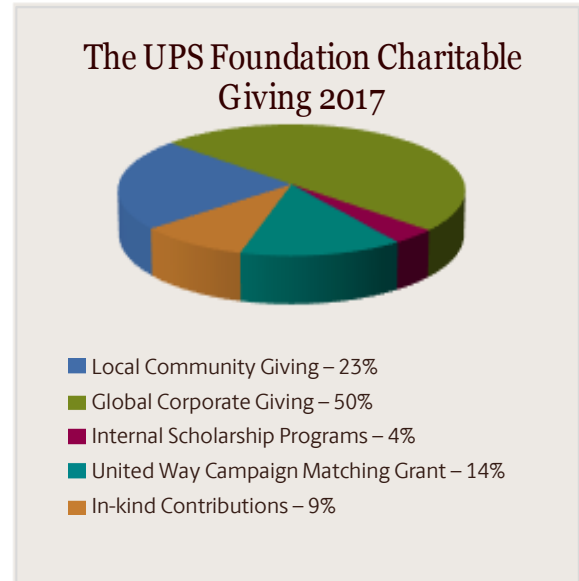 The UPS Foundation Charitable
Giving 2017
Local Community Giving – 23%
Global Corporate Giving – 50%
Internal Scholarship Programs – 4%
United Way Campaign Matching Grant – 14%
In-kind Contributions – 9%